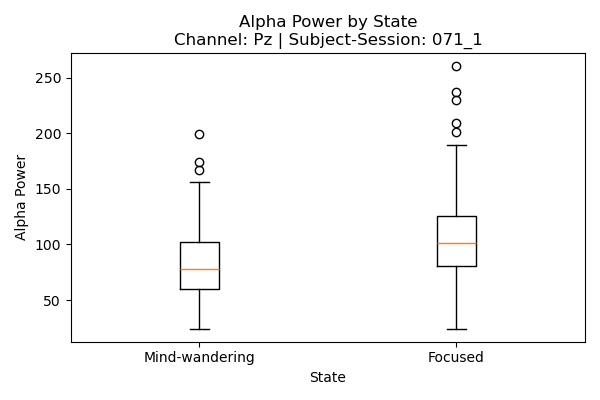 Alpha Power by State
Channel: Pz | Subject-Session: 071_1
250
200
150
100
50
Alpha Power
Mind-wandering
Focused
State